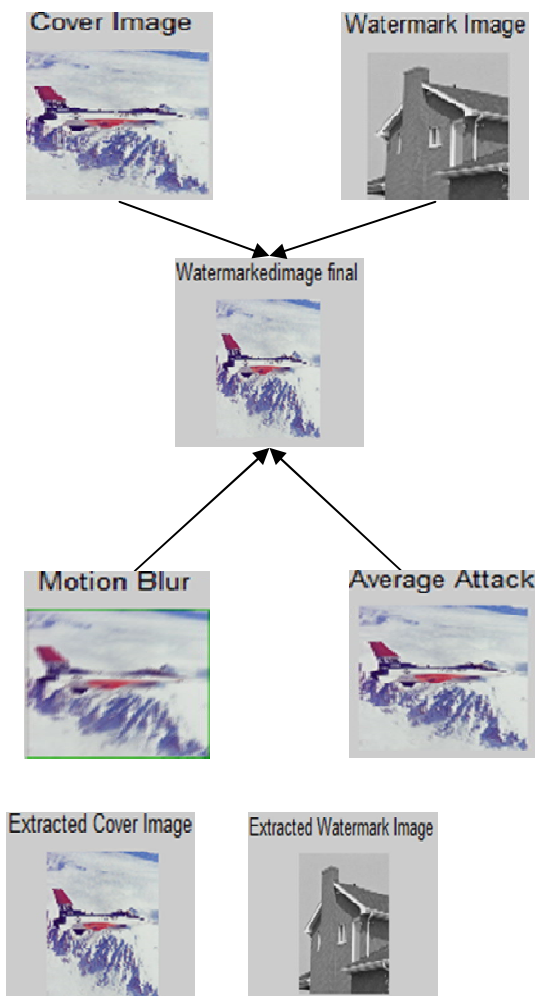 Cover Image
Watermark Image
Watermarkedimage final
Motion Blur
Average Attack
Extracted Cover Image
Extracted Watermark Image